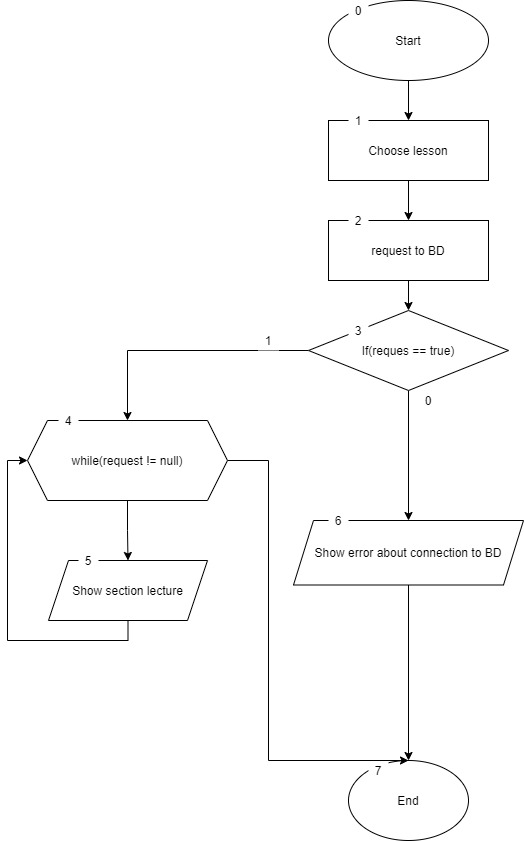 0
Start
1
Choose lesson
2
request to BD
3
If(reques == true)
1
0
4
while(request != null)
5
Show section lecture
6
Show error about connection to BD
7
End